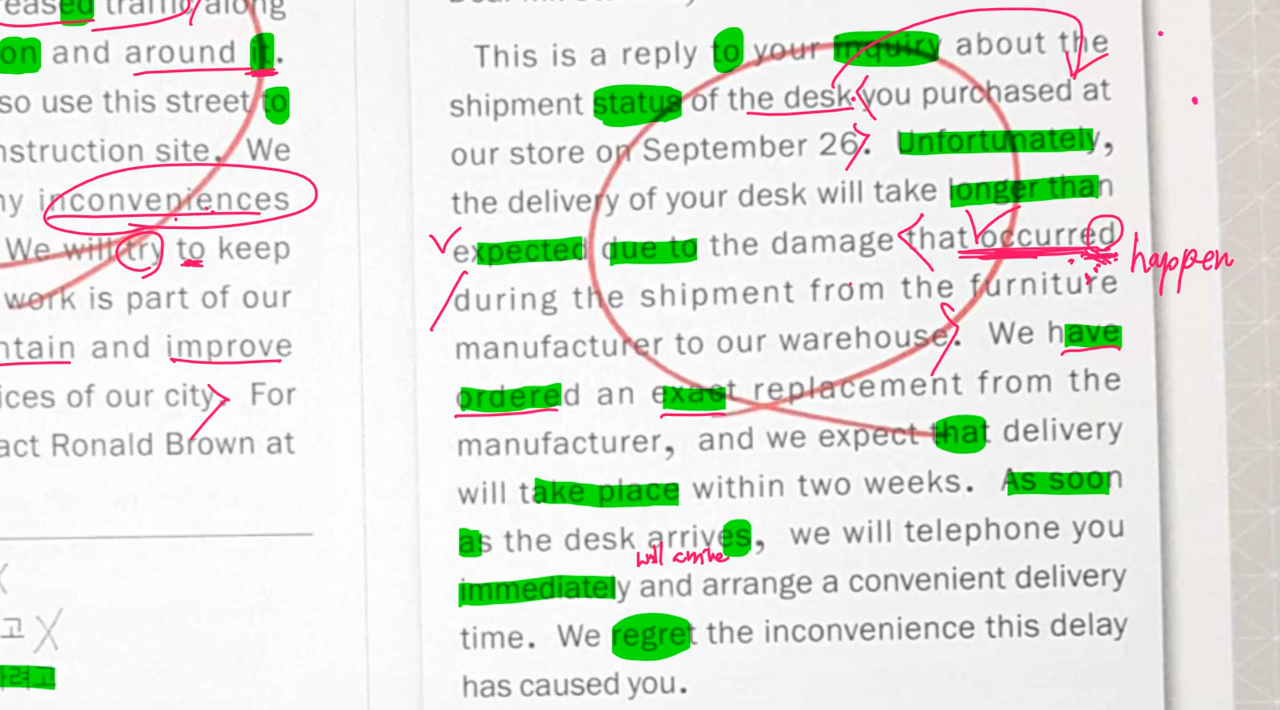 eased traffic along
on and around it.
so use this street to
nstruction site. We
ny inconveniences
We will try to keep
work is part of our
ntain and improve
ices of our city. For
act Ronald Brown at
고
려고
This is a reply to your inquiry about the
shipment status of the desk you purchased at
our store on September 26. Unfortunately,
the delivery of your desk will take longer than
expected due to the damage that occurred
happen
during the shipment from the furniture
manufacturer to our warehouse. We have
ordered an exact replacement from the
manufacturer, and we expect that delivery
will take place within two weeks. As soon
as the desk arrives, we will telephone you
will arrive
immediately and arrange a convenient delivery
time. We regret the inconvenience this delay
has caused you.